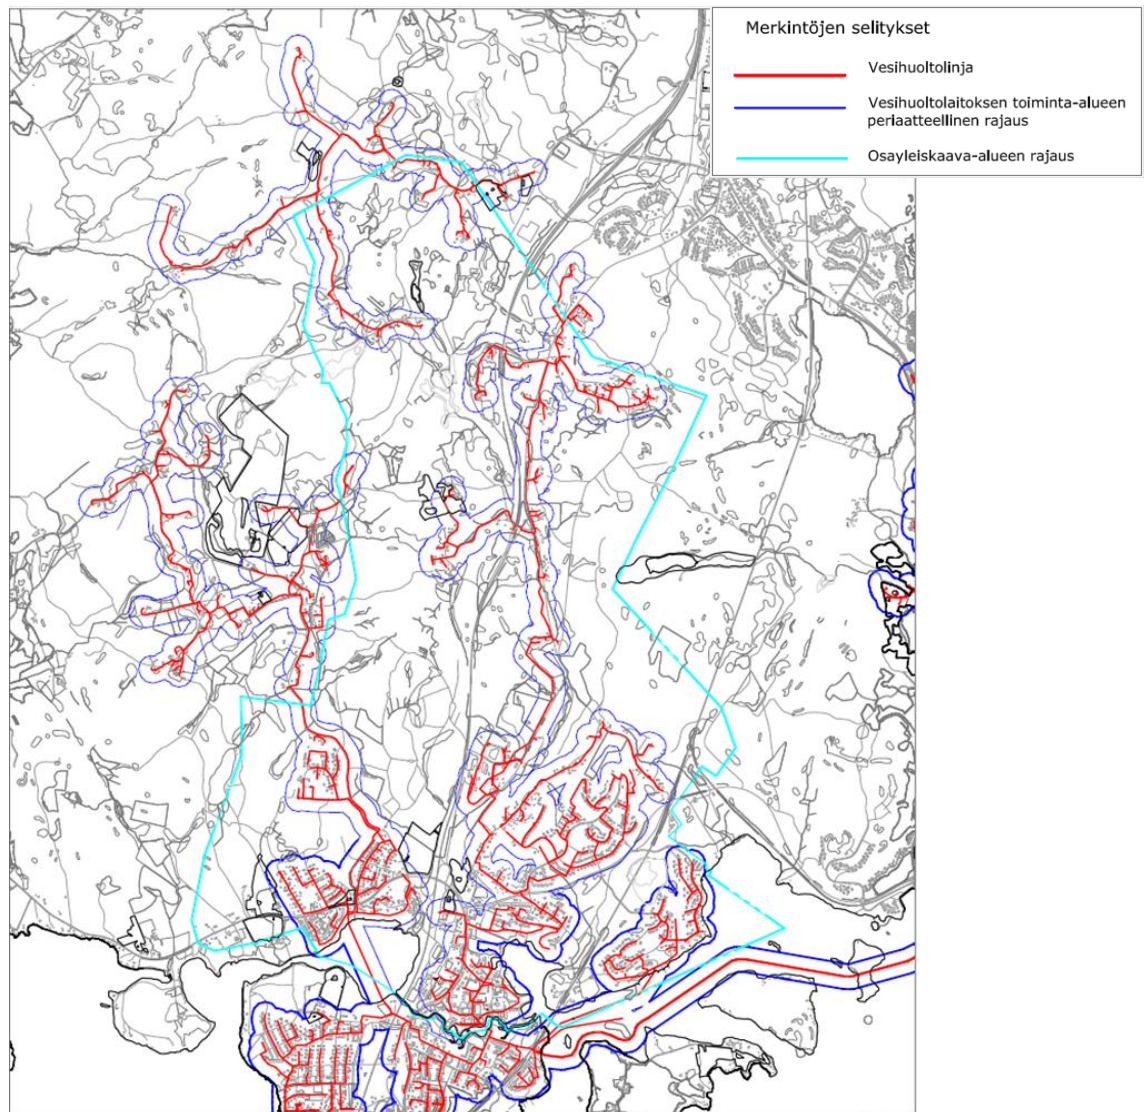 Merkintöjen selitykset
Vesihuoltolinja
Vesihuoltolaitoksen toiminta-alueen
periaatteellinen rajaus
Osayleiskaava-alueen rajaus